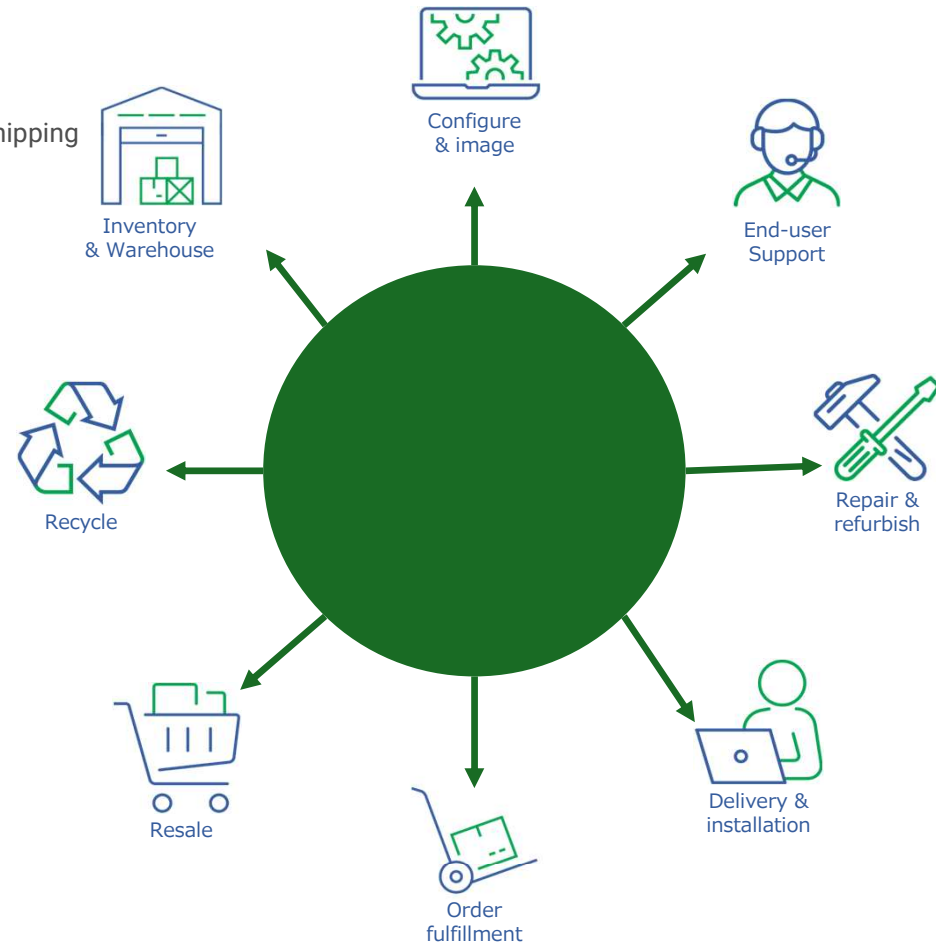 Configure
& image
hipping
Inventory
& Warehouse
End-user
Support
Recycle
Repair &
refurbish
Resale
Delivery &
installation
Order
fulfillment